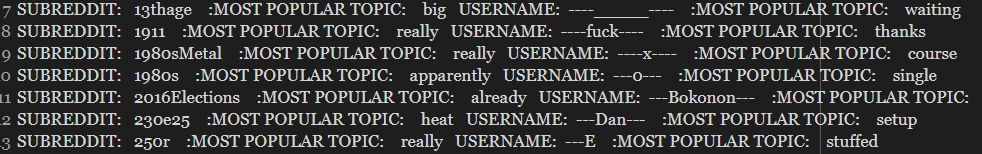 7 SUBREDDIT: 13thage :MOST POPULAR TOPIC: big USERNAME: ----_____---- :MOST POPULAR TOPIC: waiting
8 SUBREDDIT: 1911 :MOST POPULAR TOPIC: really USERNAME: ----fuck---- :MOST POPULAR TOPIC: thanks
9 SUBREDDIT: 1980sMetal :MOST POPULAR TOPIC: really USERNAME: ----x---- :MOST POPULAR TOPIC: course
0 SUBREDDIT: 1980s :MOST POPULAR TOPIC: apparently USERNAME: ---0--- :MOST POPULAR TOPIC: single
11 SUBREDDIT: 2016Elections :MOST POPULAR TOPIC: already USERNAME: ---Bokonon--- :MOST POPULAR TOPIC:
2 SUBREDDIT: 230e25 :MOST POPULAR TOPIC: heat USERNAME: ---Dan--- :MOST POPULAR TOPIC: setup
3 SUBREDDIT: 250r :MOST POPULAR TOPIC: really USERNAME: ---E :MOST POPULAR TOPIC: stuffed